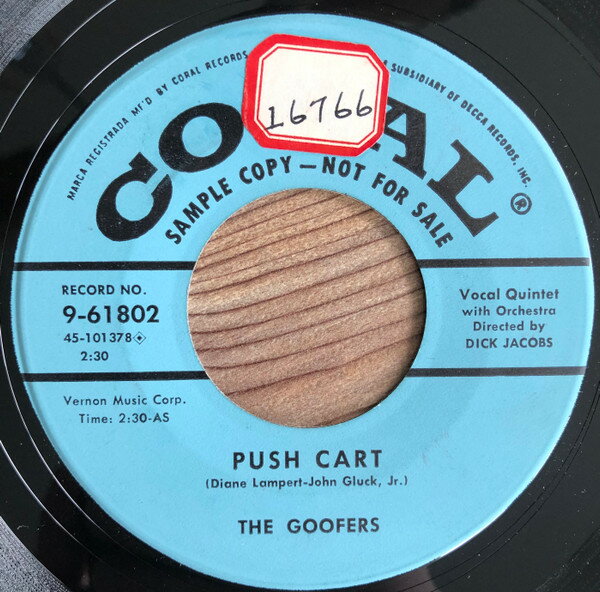 MARCA REGISTRADA MF'D BY CORAL RECORDS,
SUBSIDIARY OF DECCA RECORDS, INC.
16766
CO AL ®
SAMPLE COPY—NOT FOR SALE
RECORD NO.
9-61802
45-101378
2:30
Vocal Quintet
with Orchestra
Directed by
DICK JACOBS
Vernon Music Corp.
Time: 2:30-AS
PUSH CART
(Diane Lampert-John Gluck, Jr.)
THE GOOFERS